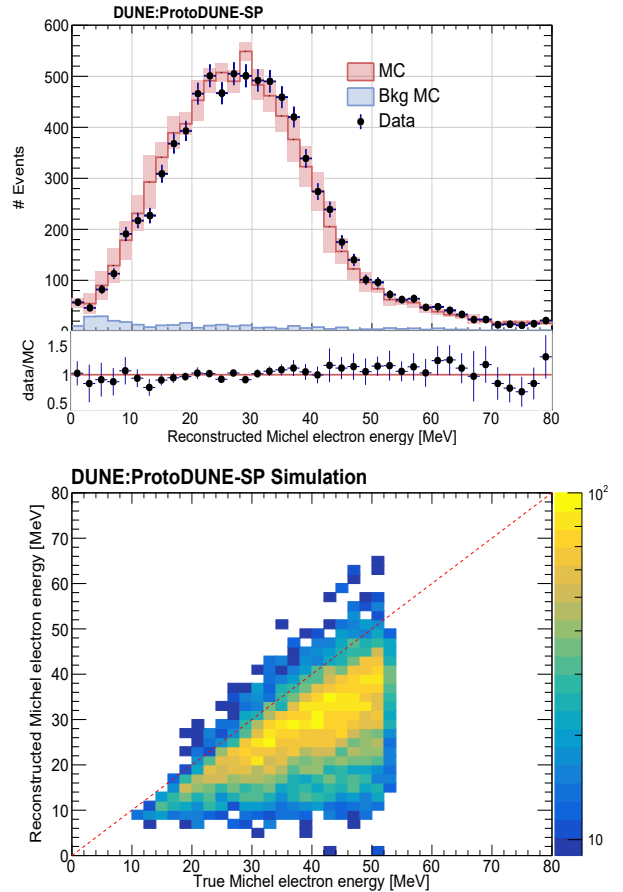 DUNE:ProtoDUNE-SP
# Events
600
500
400
300
200
100
0
MC
Bkg MC
Data
data/MC
1.5
1.0
0.5
0 10 20 30 40 50 60 70 80
Reconstructed Michel electron energy [MeV]
DUNE:ProtoDUNE-SP Simulation
Reconstructed Michel electron energy [MeV]
80
70
60
50
40
30
20
10
0
0 10 20 30 40 50 60 70 80
True Michel electron energy [MeV]
10²
10